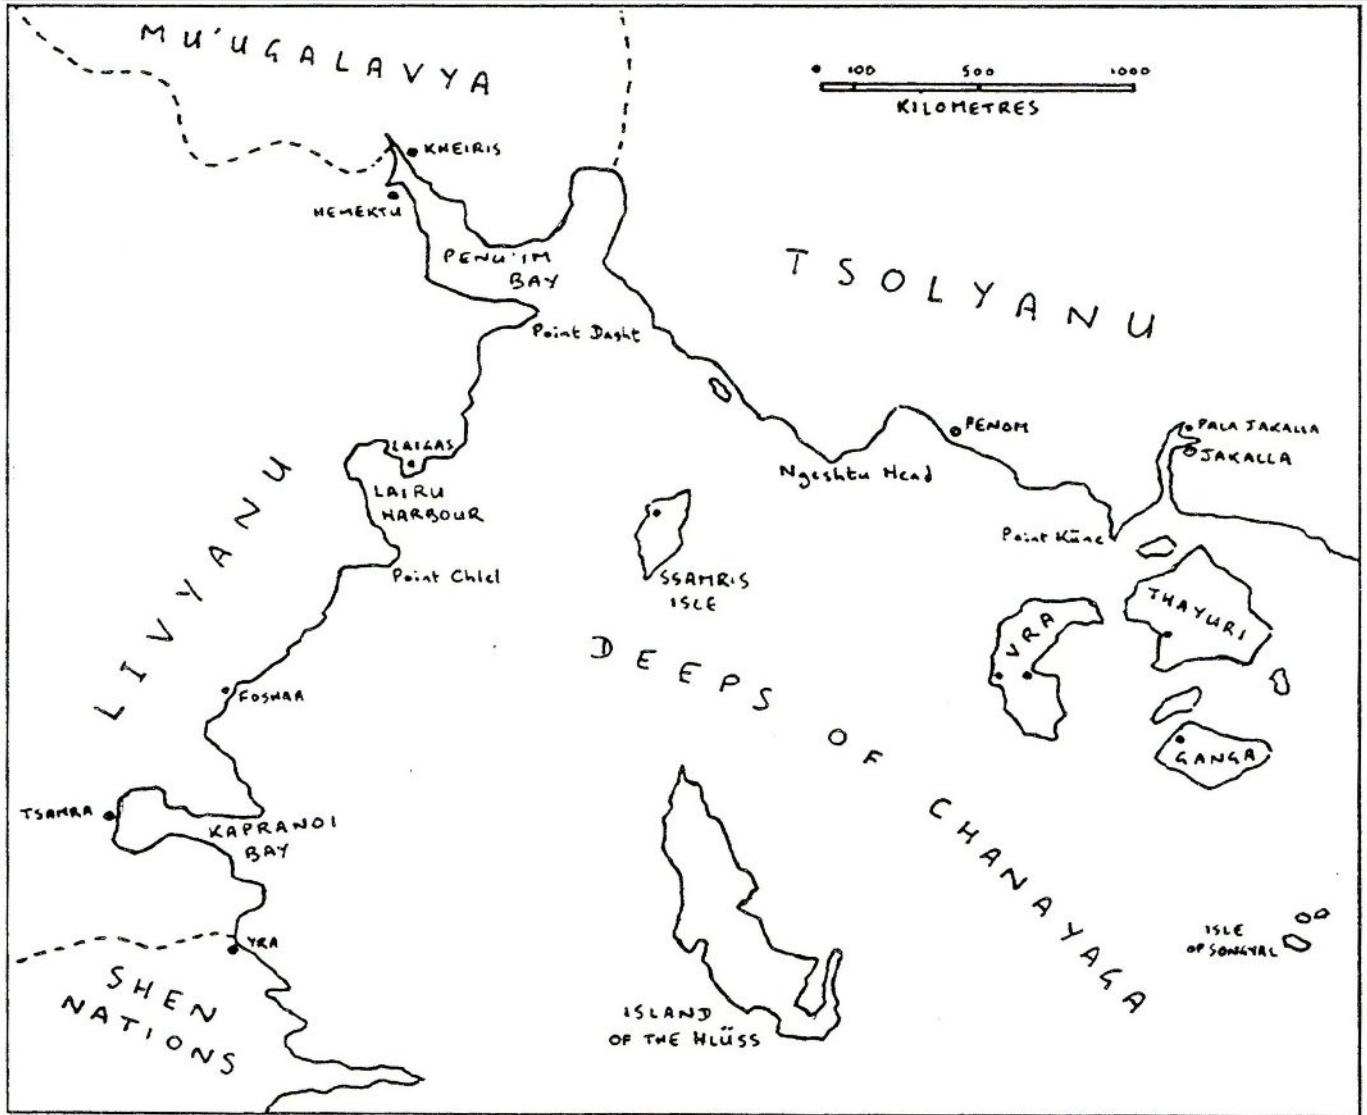 MU'UGALAVYA
• 100 500 1000
KILOMETRES
KHEIRIS
HEMEKTU
PENU'IM
BAY
TSOLYANU
Point Dasht
PENOM
PALA JAKALLA
JAKALLA
LAIGAS
Ngeshtu Head
LAIRU
HARBOUR
LIVYANU
Point Küne
Point Chlel
SSAMRIS
ISLE
THAYURI
VRA
DEEPS OF CHANAYAGA
FOSHAA
GANGA
TSAMRA
KAPRANOI
BAY
ISLE
OF SONGYAL
YRA
SHEN
NATIONS
ISLAND
OF THE HLÜSS